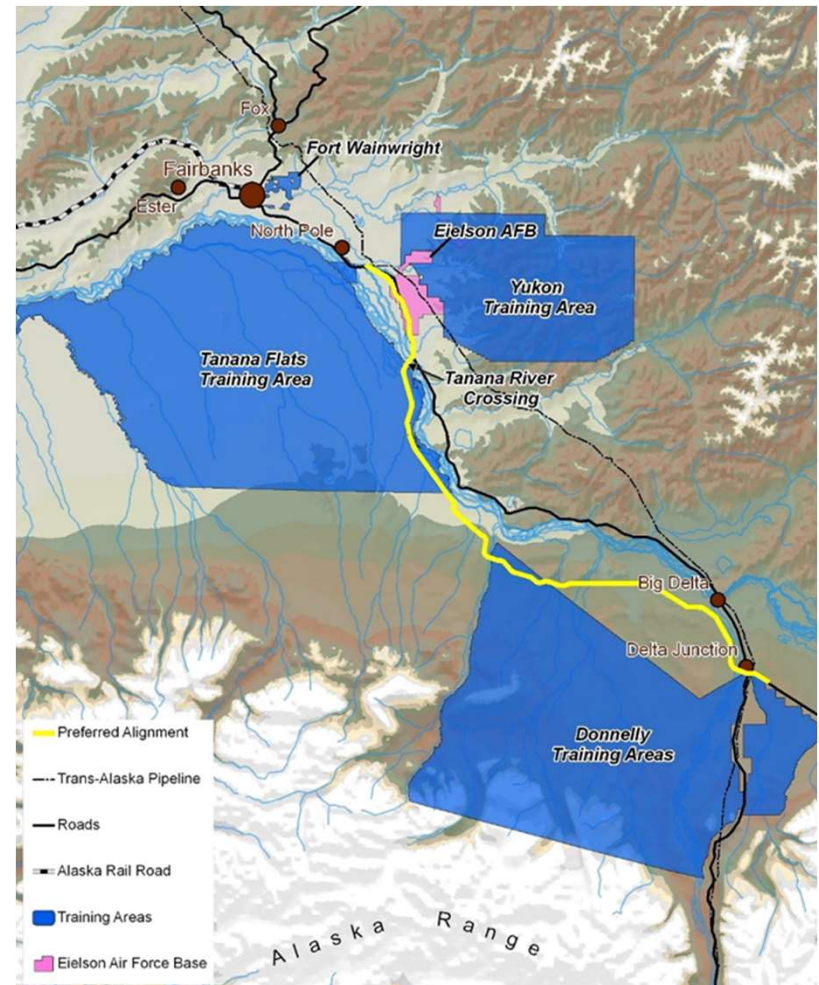 Fox
Fort Wainwright
Fairbanks
Ester
North Pole
Eielson AFB
Yukon
Training Area
Tanana Flats
Training Area
Tanana River
Crossing
Big Delta
Delta Junction
Donnelly
Training Areas
Preferred Alignment
Trans-Alaska Pipeline
Roads
Alaska Rail Road
Training Areas
Eielson Air Force Base
Alaska Range